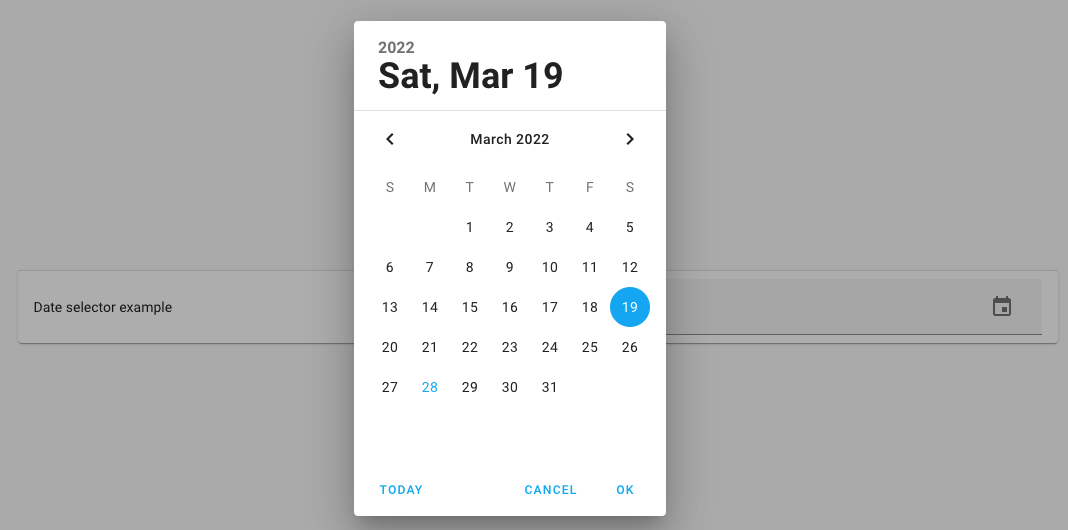 2022
Sat, Mar 19
March 2022
S M T W T F S
1 2 3 4 5
6 7 8 9 10 11 12
13 14 15 16 17 18 19
Date selector example
20 21 22 23 24 25 26
27 28 29 30 31
TODAY CANCEL OK